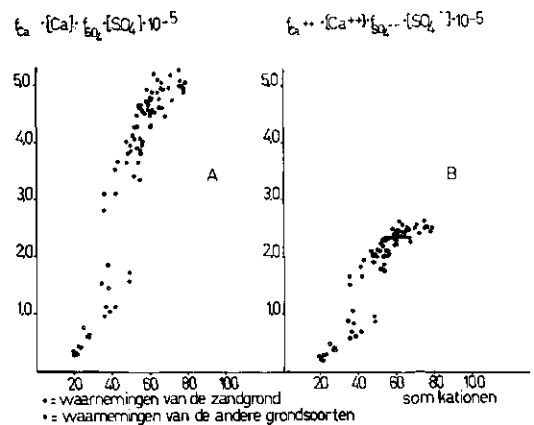 f_Ca · [Ca] · f_SO4 · [SO4] · 10-5
f_Ca++ · [Ca++] · f_SO4-- · [SO4--] · 10-5
5.0
4.0
3.0
2.0
1.0
A
20 40 60 80 100
5.0
4.0
3.0
2.0
1.0
B
20 40 60 80 100
som kationen
• = waarnemingen van de zandgrond
• = waarnemingen van de andere grondsoorten